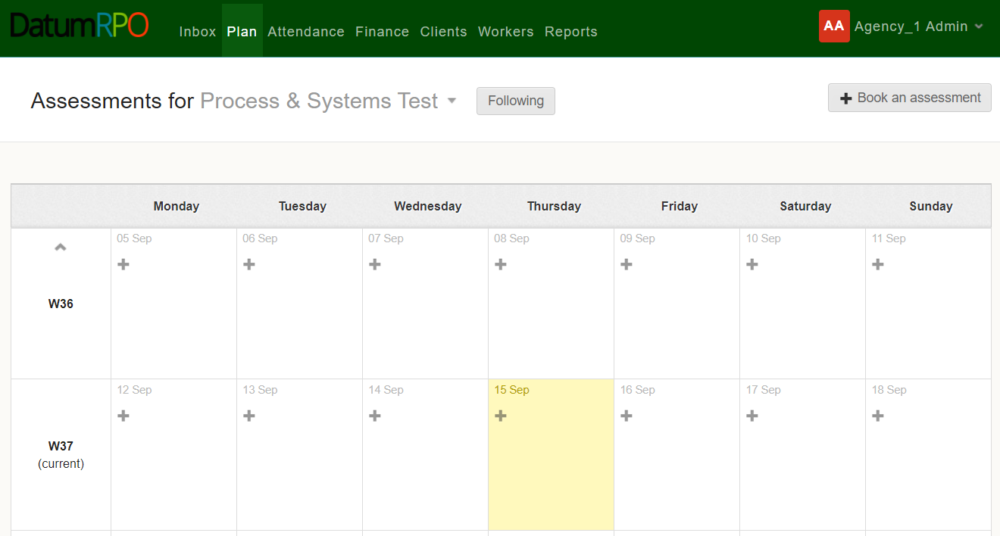 DatumRPO Inbox Plan Attendance Finance Clients Workers Reports AA Agency_1 Admin
Assessments for Process & Systems Test Following Book an assessment
Monday Tuesday Wednesday Thursday Friday Saturday Sunday
05 Sep 06 Sep 07 Sep 08 Sep 09 Sep 10 Sep 11 Sep
W36
12 Sep 13 Sep 14 Sep 15 Sep 16 Sep 17 Sep 18 Sep
W37
(current)